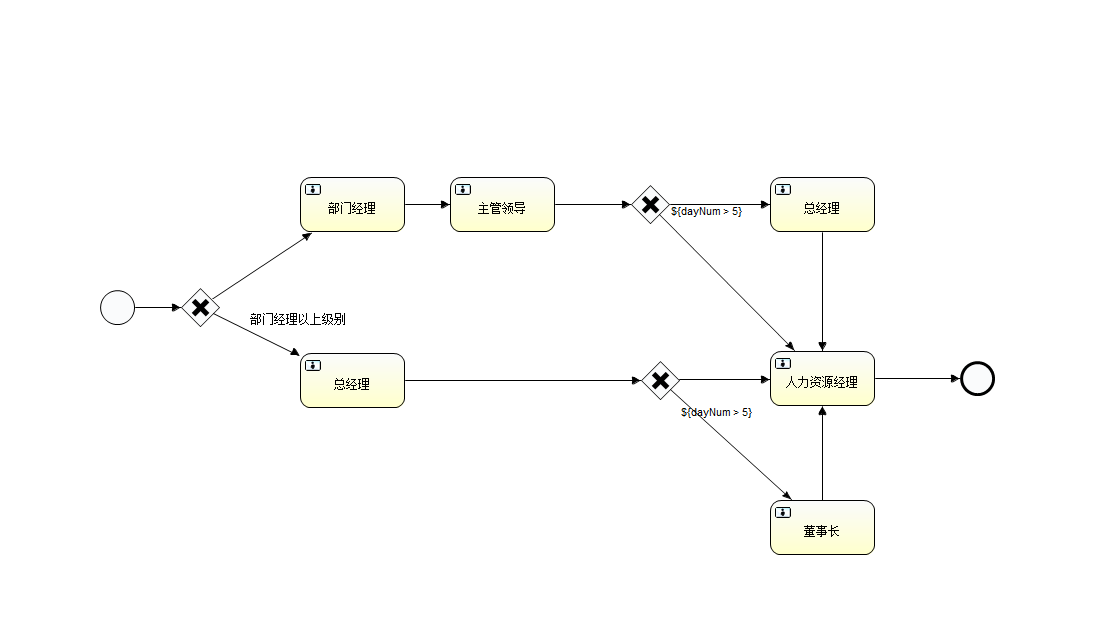 部门经理
主管领导
${dayNum > 5}
总经理
部门经理以上级别
总经理
人力资源经理
${dayNum > 5}
董事长